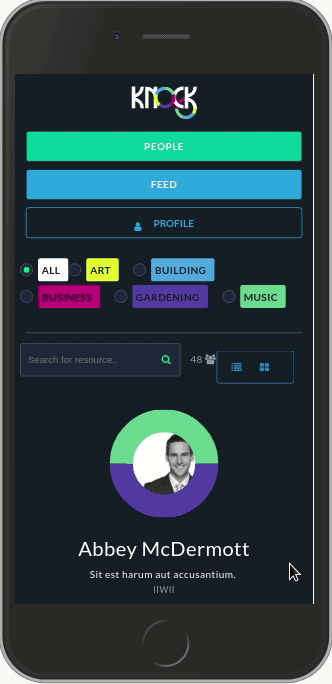 KNOCK
PEOPLE
FEED
PROFILE
ALL ART BUILDING
BUSINESS GARDENING MUSIC
Search for resource.. 48
Abbey McDermott
Sit est harum aut accusantium.
IIWII